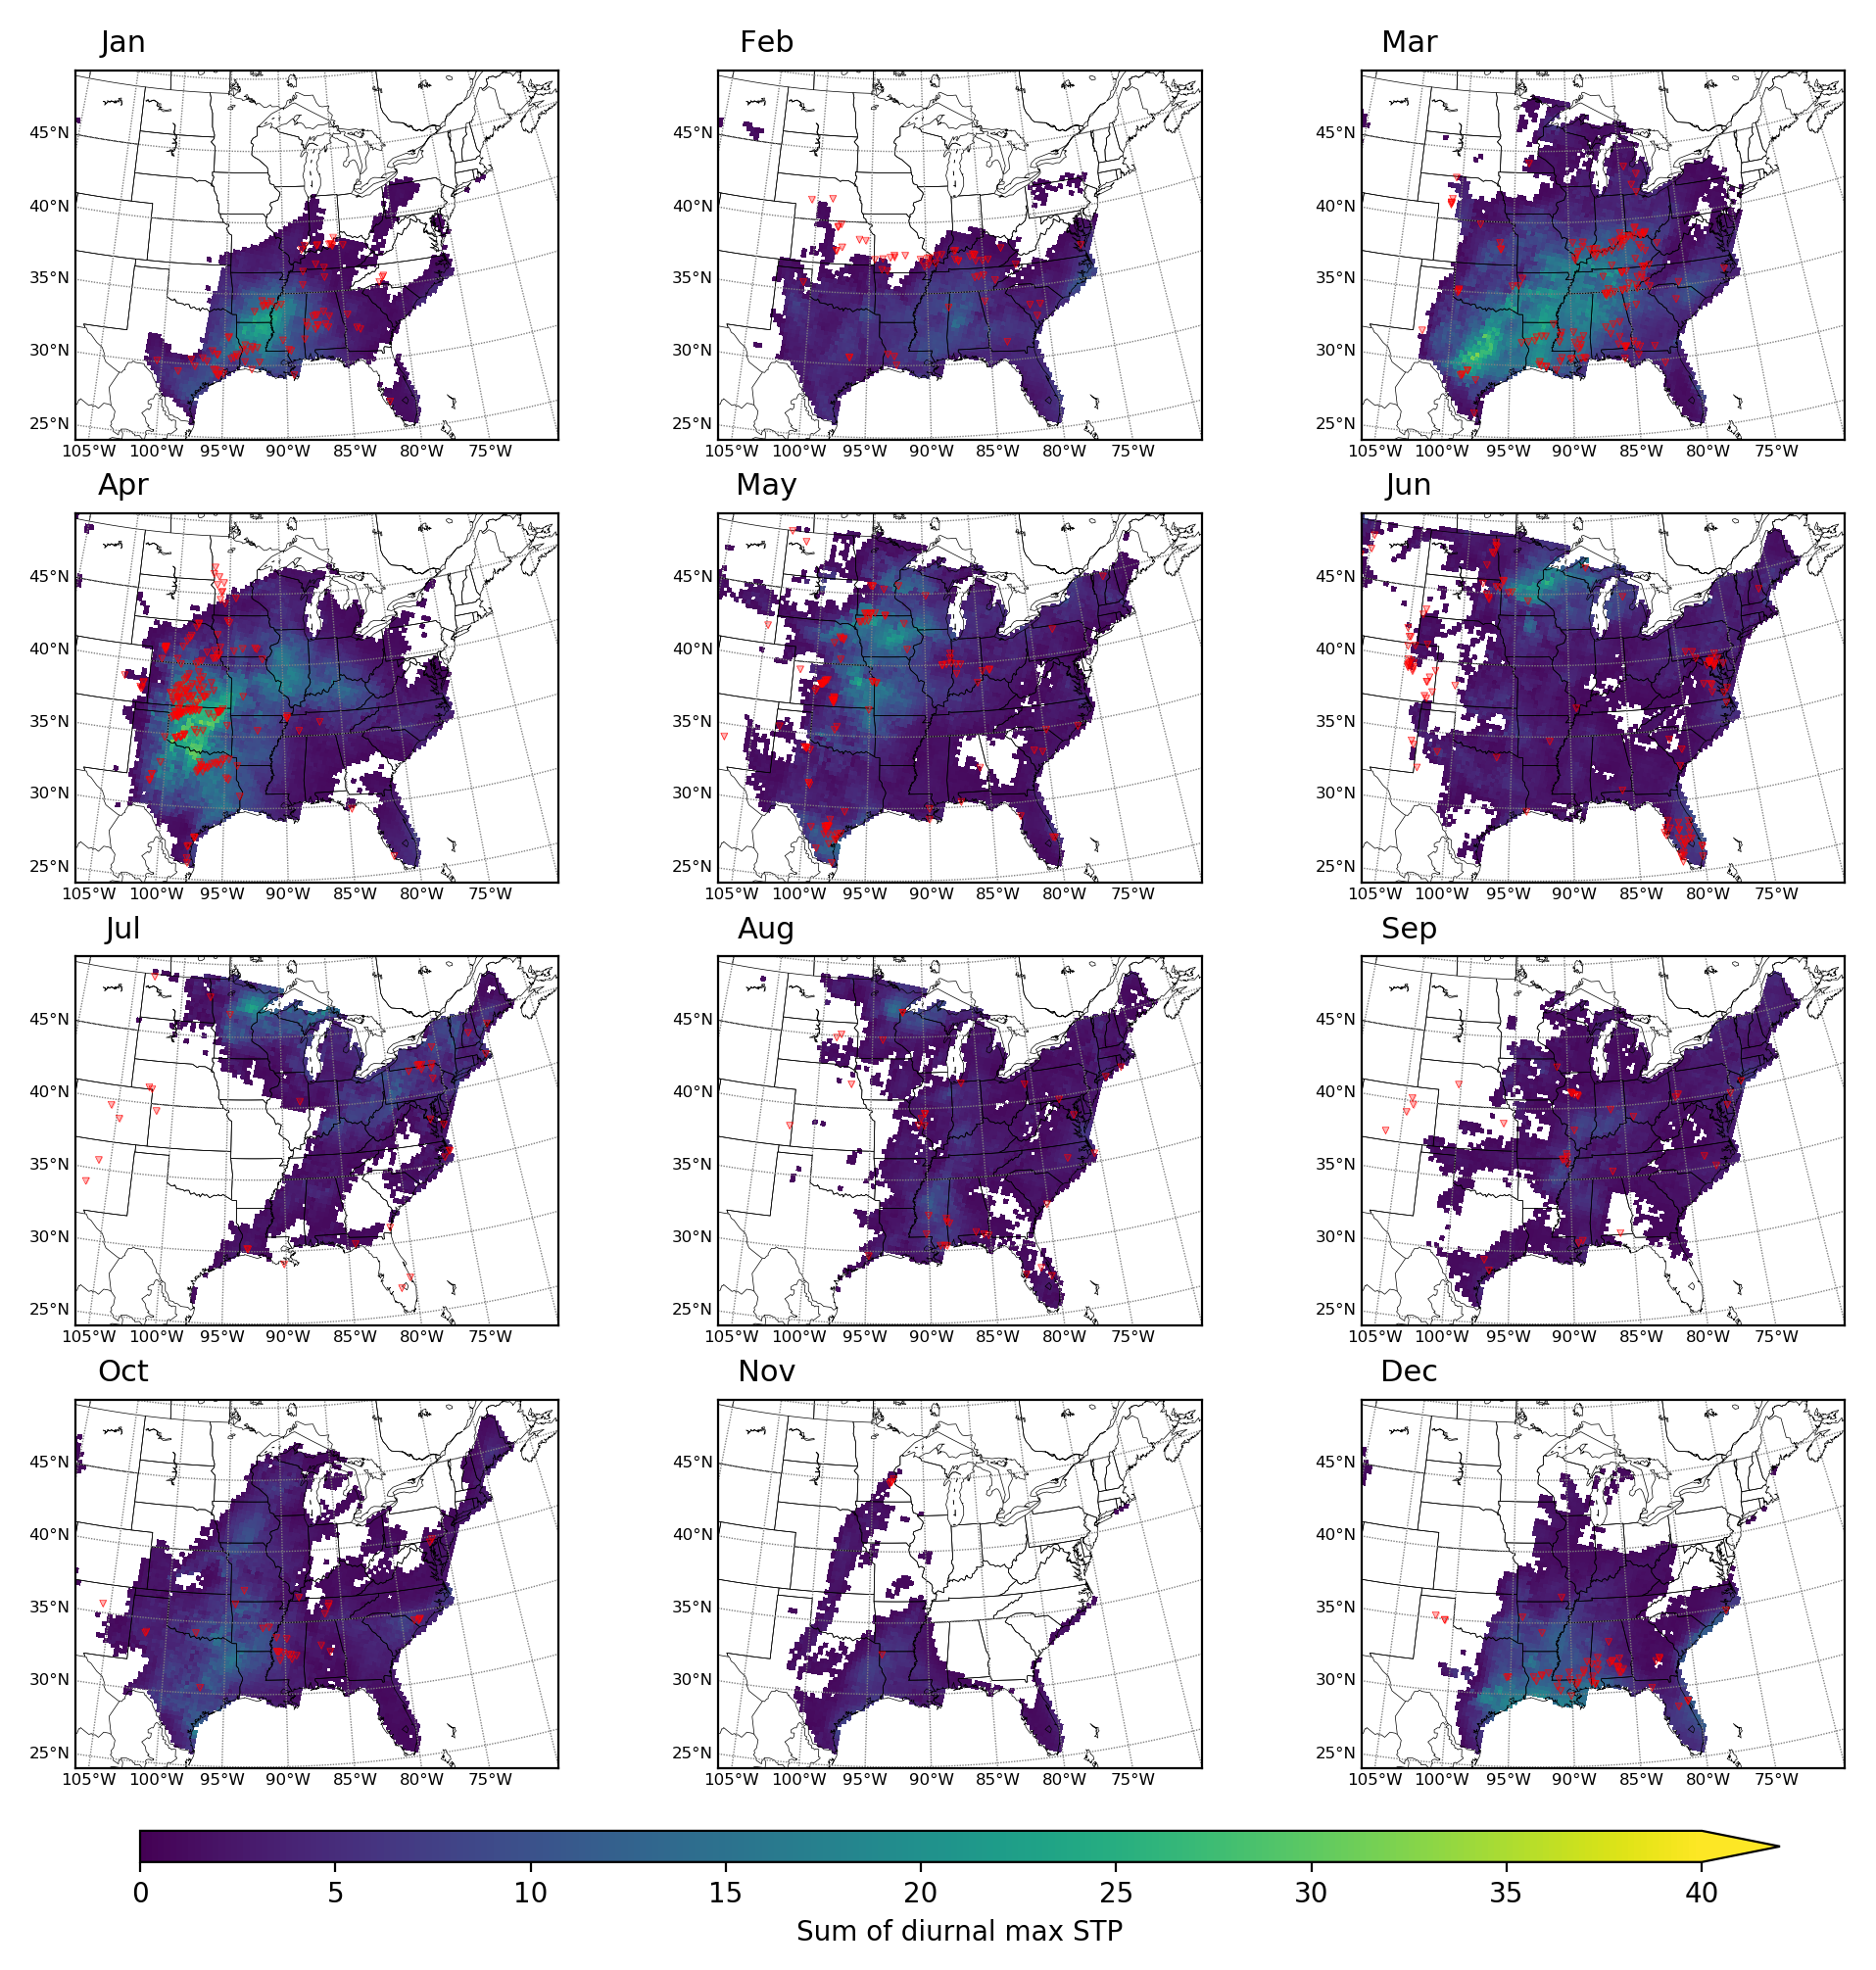 Jan Feb Mar
45°N 45°N 45°N
40°N 40°N 40°N
35°N 35°N 35°N
30°N 30°N 30°N
25°N 25°N 25°N
105°W 100°W 95°W 90°W 85°W 80°W 75°W 105°W 100°W 95°W 90°W 85°W 80°W 75°W 105°W 100°W 95°W 90°W 85°W 80°W 75°W
Apr May Jun
45°N 45°N 45°N
40°N 40°N 40°N
35°N 35°N 35°N
30°N 30°N 30°N
25°N 25°N 25°N
105°W 100°W 95°W 90°W 85°W 80°W 75°W 105°W 100°W 95°W 90°W 85°W 80°W 75°W 105°W 100°W 95°W 90°W 85°W 80°W 75°W
Jul Aug Sep
45°N 45°N 45°N
40°N 40°N 40°N
35°N 35°N 35°N
30°N 30°N 30°N
25°N 25°N 25°N
105°W 100°W 95°W 90°W 85°W 80°W 75°W 105°W 100°W 95°W 90°W 85°W 80°W 75°W 105°W 100°W 95°W 90°W 85°W 80°W 75°W
Oct Nov Dec
45°N 45°N 45°N
40°N 40°N 40°N
35°N 35°N 35°N
30°N 30°N 30°N
25°N 25°N 25°N
105°W 100°W 95°W 90°W 85°W 80°W 75°W 105°W 100°W 95°W 90°W 85°W 80°W 75°W 105°W 100°W 95°W 90°W 85°W 80°W 75°W
0 5 10 15 20 25 30 35 40
Sum of diurnal max STP